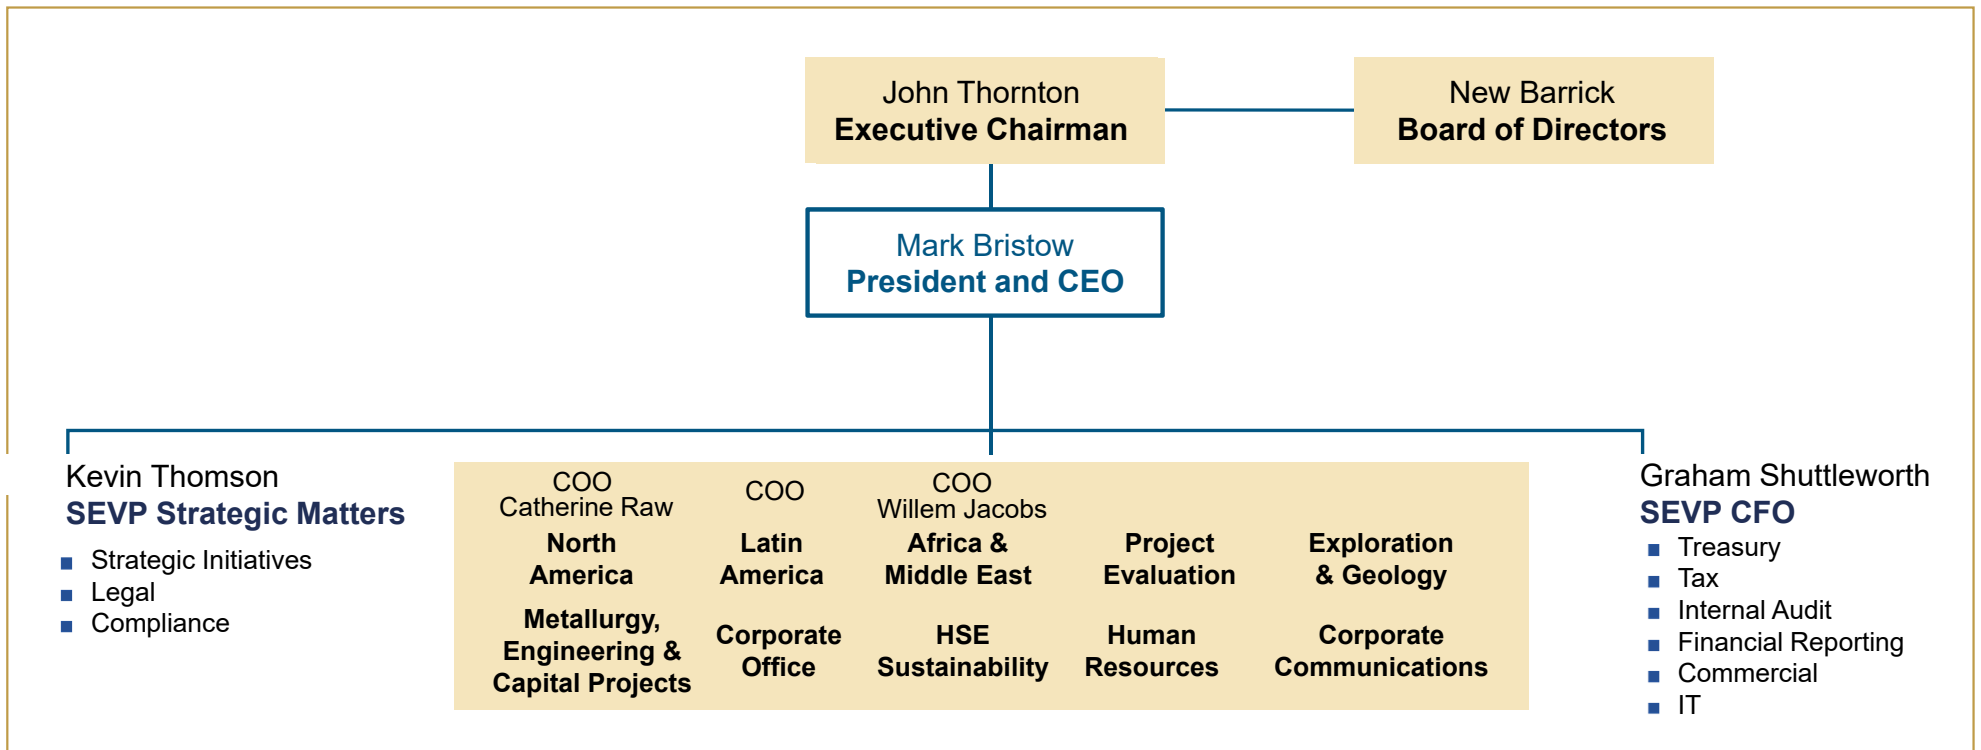 John Thornton
Executive Chairman
New Barrick
Board of Directors
Mark Bristow
President and CEO
Kevin Thomson
SEVP Strategic Matters
Strategic Initiatives
Legal
Compliance
COO
Catherine Raw
North
America
COO
Latin
America
COO
Willem Jacobs
Africa &
Middle East
Project
Evaluation
Exploration
& Geology
Metallurgy,
Engineering &
Capital Projects
Corporate
Office
HSE
Sustainability
Human
Resources
Corporate
Communications
Graham Shuttleworth
SEVP CFO
Treasury
Tax
Internal Audit
Financial Reporting
Commercial
IT